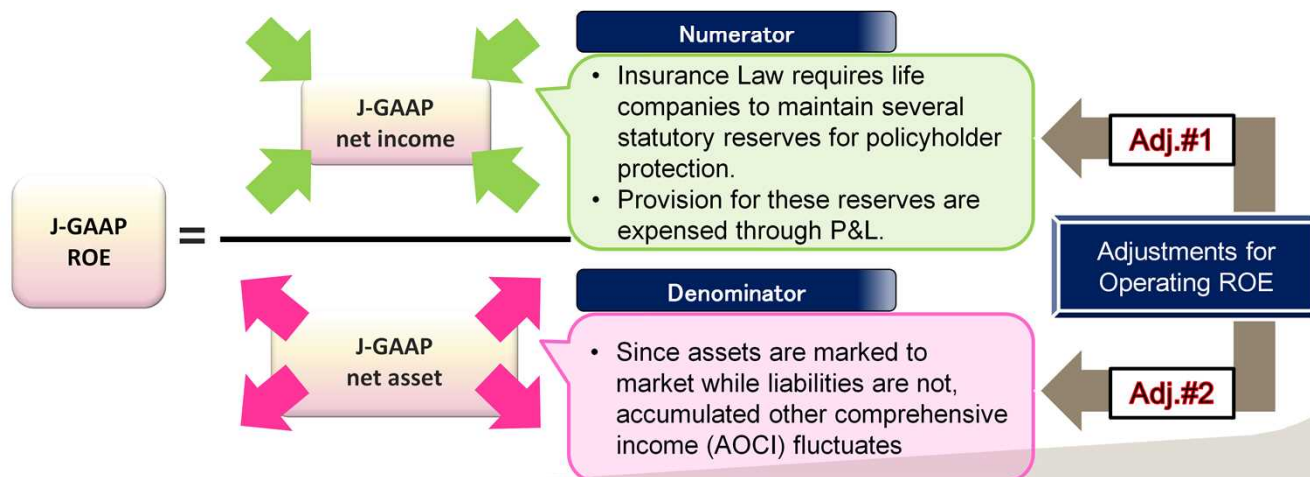 J-GAAP
ROE
=
J-GAAP
net income
Numerator
• Insurance Law requires life
companies to maintain several
statutory reserves for policyholder
protection.
• Provision for these reserves are
expensed through P&L.
J-GAAP
net asset
Denominator
• Since assets are marked to
market while liabilities are not,
accumulated other comprehensive
income (AOCI) fluctuates
Adj.#1
Adjustments for
Operating ROE
Adj.#2